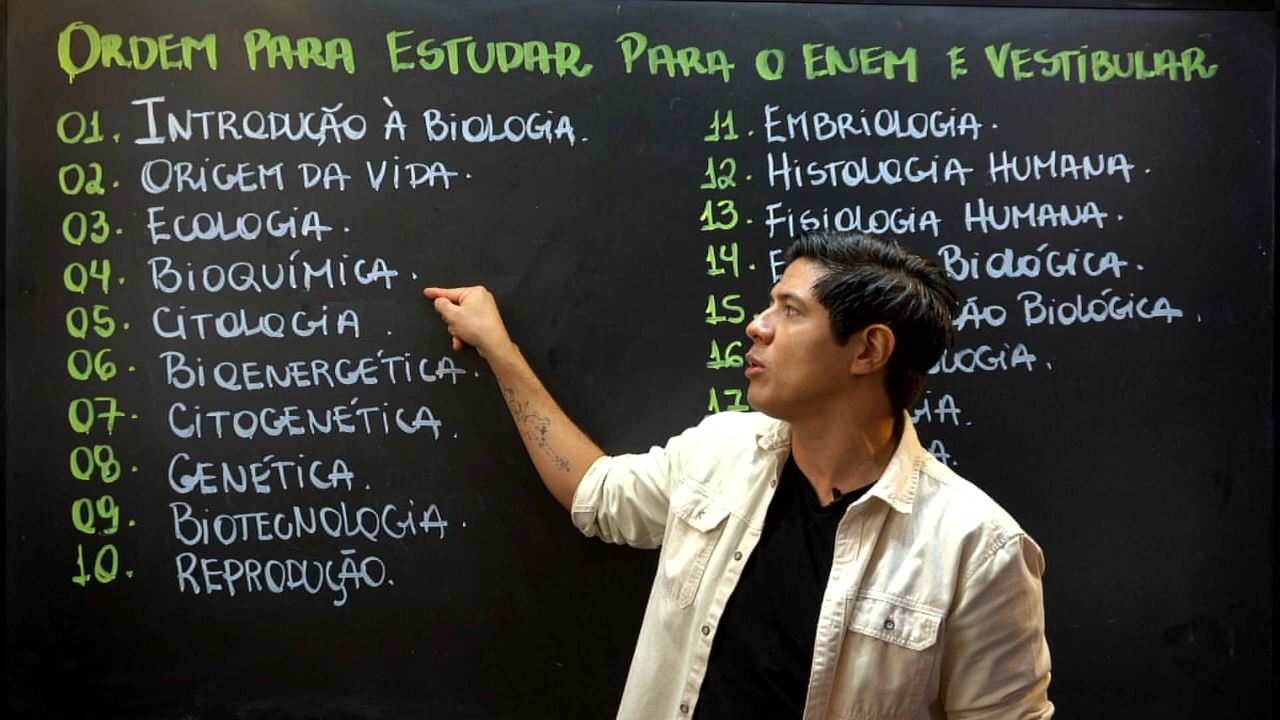 ORDEM PARA ESTUDAR PARA O ENEM E VESTIBULAR
01. INTRODUÇÃO À BIOLOGIA.
02. ORIGEM DA VIDA.
03. ECOLOGIA.
04. BIOQUÍMICA.
05. CITOLOGIA.
06. BIOENERGÉTICA.
07. CITOGENÉTICA.
08. GENÉTICA.
09. BIOTECNOLOGIA.
10. REPRODUÇÃO.
11. EMBRIOLOGIA.
12. HISTOLOGIA HUMANA.
13. FISIOLOGIA HUMANA.
14. BIOLÓGICA.
15. BIOLÓGICA.
16
17